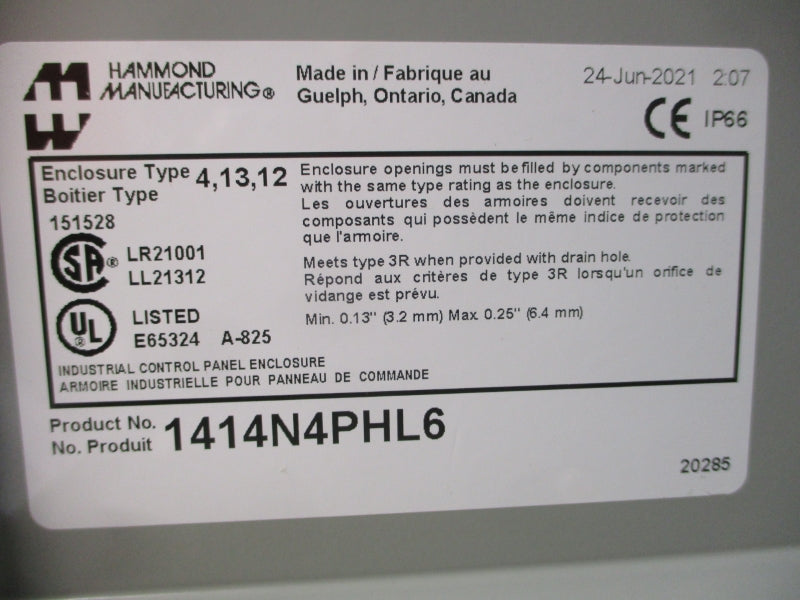 HAMMOND
MANUFACTURING®
Made in / Fabrique au
Guelph, Ontario, Canada
24-Jun-2021 2:07
CE IP66
Enclosure Type 4,13,12
Boitier Type
151528
SA ® LR21001
LL21312
UL ® LISTED
E65324 A-825
Enclosure openings must be filled by components marked
with the same type rating as the enclosure.
Les ouvertures des armoires doivent recevoir des
composants qui possèdent le même indice de protection
que l'armoire.
Meets type 3R when provided with drain hole.
Répond aux critères de type 3R lorsqu'un orifice de
vidange est prévu.
Min. 0.13" (3.2 mm) Max. 0.25" (6.4 mm)
INDUSTRIAL CONTROL PANEL ENCLOSURE
ARMOIRE INDUSTRIELLE POUR PANNEAU DE COMMANDE
Product No. 1414N4PHL6
No. Produit
20285